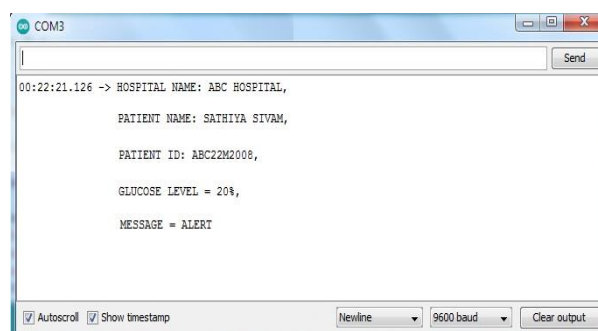 COM3
Send
00:22:21.126 -> HOSPITAL NAME: ABC HOSPITAL,
PATIENT NAME: SATHIYA SIVAM,
PATIENT ID: ABC22M2008,
GLUCOSE LEVEL = 20%,
MESSAGE = ALERT
Autoscroll Show timestamp Newline 9600 baud Clear output